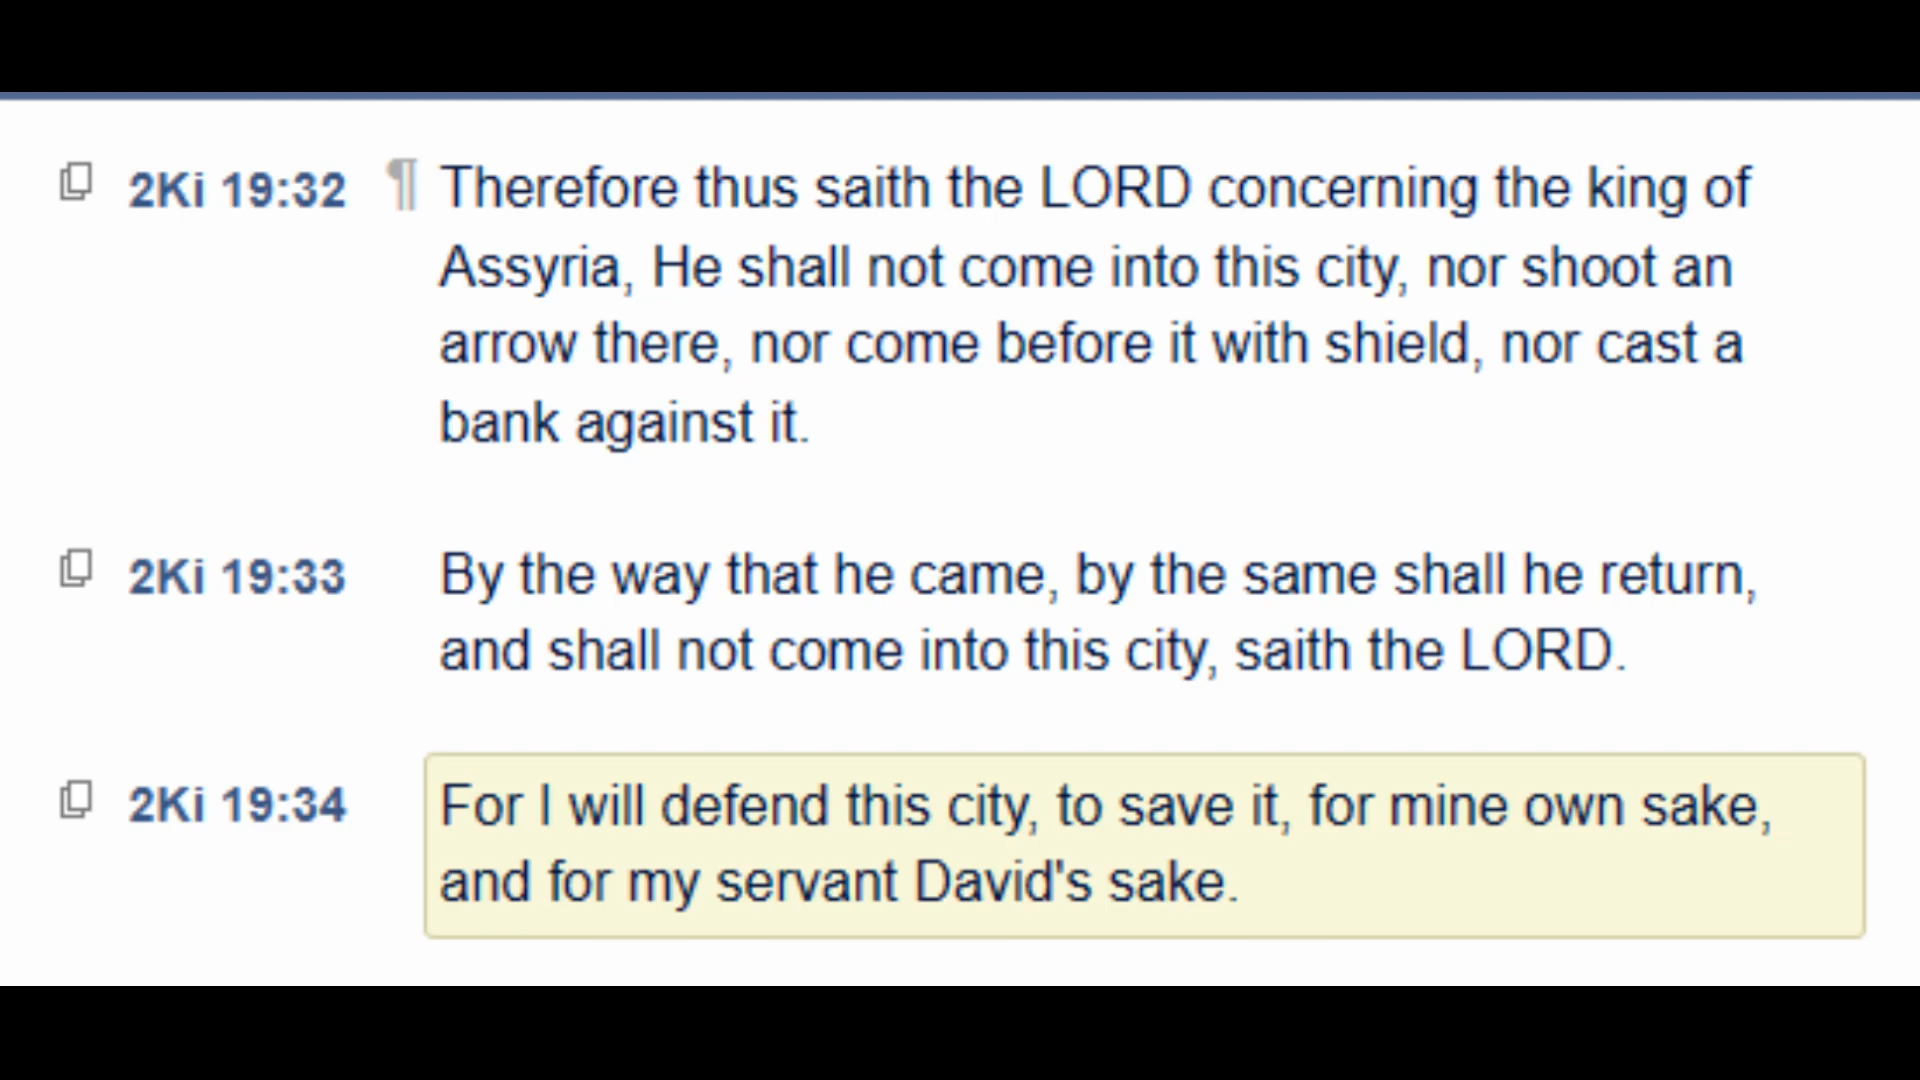 2Ki 19:32 ¶ Therefore thus saith the LORD concerning the king of
Assyria, He shall not come into this city, nor shoot an
arrow there, nor come before it with shield, nor cast a
bank against it.
2Ki 19:33 By the way that he came, by the same shall he return,
and shall not come into this city, saith the LORD.
2Ki 19:34 For I will defend this city, to save it, for mine own sake,
and for my servant David's sake.